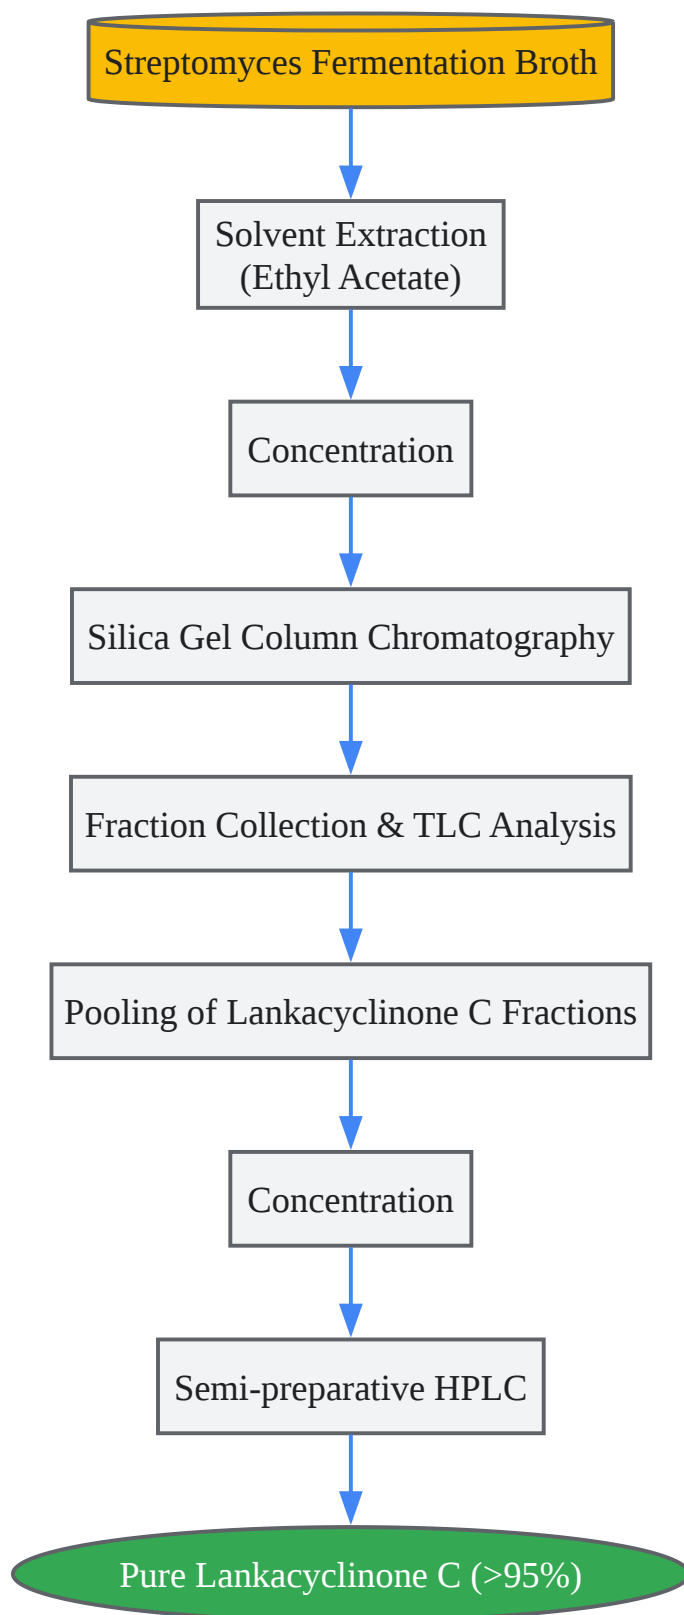 Streptomyces Fermentation Broth
Solvent Extraction
(Ethyl Acetate)
Concentration
Silica Gel Column Chromatography
Fraction Collection & TLC Analysis
Pooling of Lankacyclinone C Fractions
Concentration
Semi-preparative HPLC
Pure Lankacyclinone C (>95%)